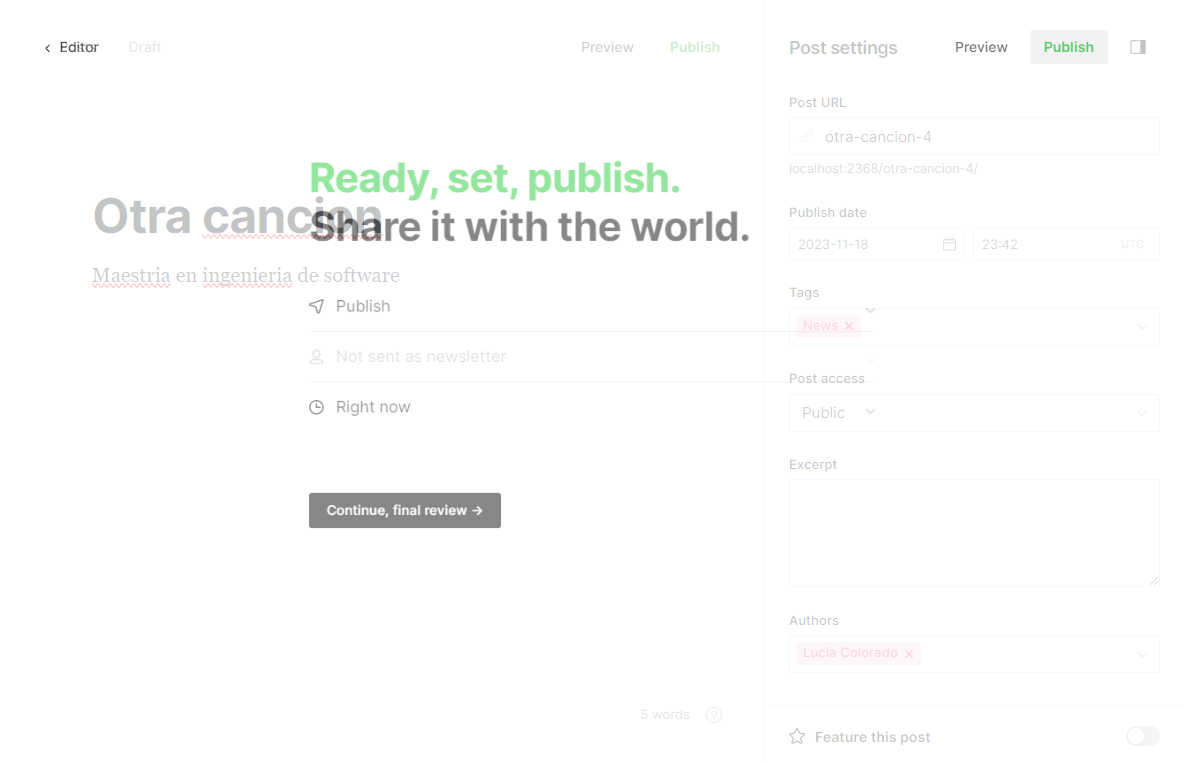 Editor
Draft
Preview
Publish
Post settings
Preview
Publish
Post URL
otra-cancion-4
localhost:2368/otra-cancion-4/
Ready, set, publish.
Share it with the world.
Otra cancion
Maestria en ingenieria de software
Publish
Not sent as newsletter
Right now
Continue, final review →
Publish date
2023-11-18
23:42
UTC
Tags
News
Post access
Public
Excerpt
Authors
Lucía Colorado
5 words
?
Feature this post